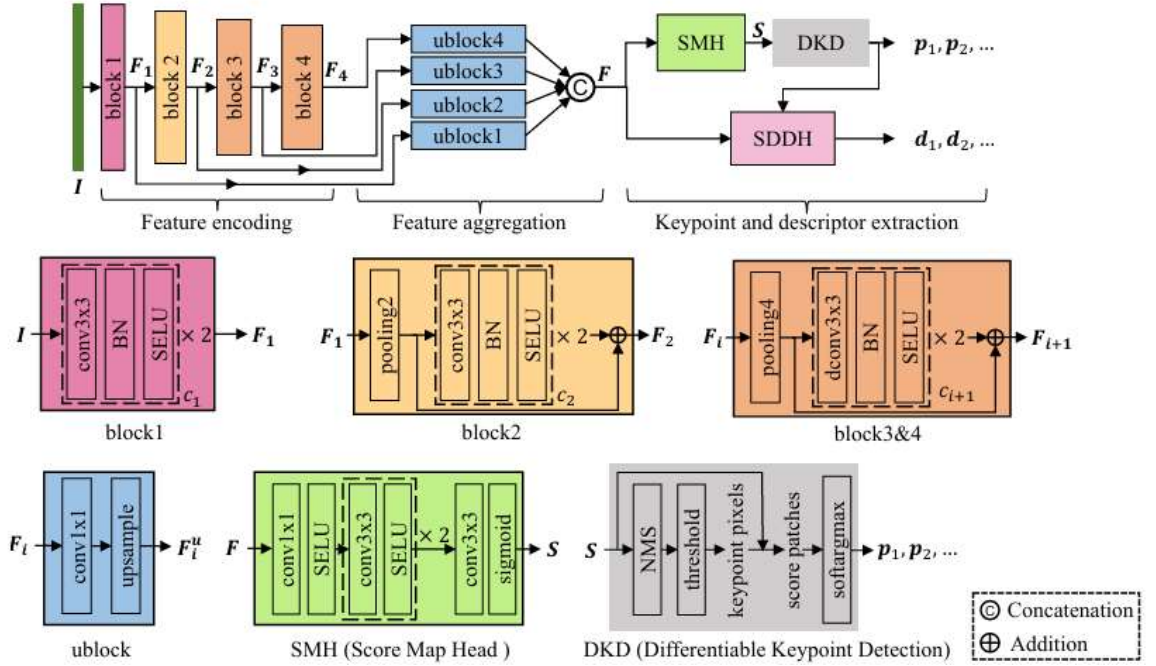 I
block 1
F₁
block 2
F₂
block 3
F₃
block 4
F₄
ublock4
ublock3
ublock2
ublock1
C
F
SMH
S
DKD
p₁, p₂, ...
SDDH
d₁, d₂, ...
Feature encoding
Feature aggregation
Keypoint and descriptor extraction
I
conv3x3
BN
SELU
× 2
c₁
F₁
block1
F₁
pooling2
conv3x3
BN
SELU
× 2
c₂
F₂
block2
Fᵢ
pooling4
dconv3x3
BN
SELU
× 2
cᵢ₊₁
Fᵢ₊₁
block3&4
Fᵢ
conv1x1
upsample
Fᵢᵘ
ublock
F
conv1x1
SELU
conv3x3
SELU
× 2
conv3x3
sigmoid
S
SMH (Score Map Head )
S
NMS
threshold
keypoint pixels
score patches
softargmax
p₁, p₂, ...
DKD (Differentiable Keypoint Detection)
C Concatenation
⊕ Addition